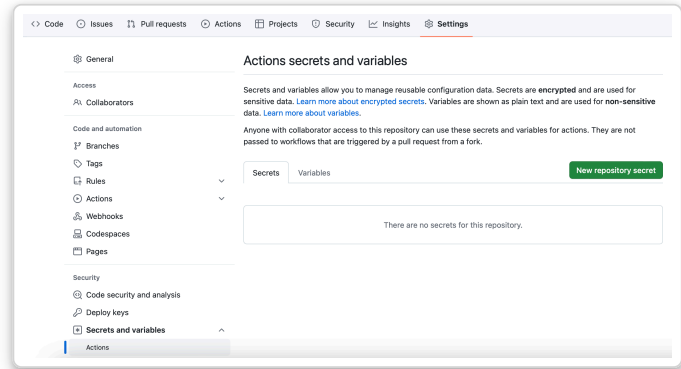 Code Issues Pull requests Actions Projects Security Insights Settings
General
Access
Collaborators
Code and automation
Branches
Tags
Rules
Actions
Webhooks
Codespaces
Pages
Security
Code security and analysis
Deploy keys
Secrets and variables
Actions
Actions secrets and variables
Secrets and variables allow you to manage reusable configuration data. Secrets are encrypted and are used for
sensitive data. Learn more about encrypted secrets. Variables are shown as plain text and are used for non-sensitive
data. Learn more about variables.
Anyone with collaborator access to this repository can use these secrets and variables for actions. They are not
passed to workflows that are triggered by a pull request from a fork.
Secrets Variables New repository secret
There are no secrets for this repository.